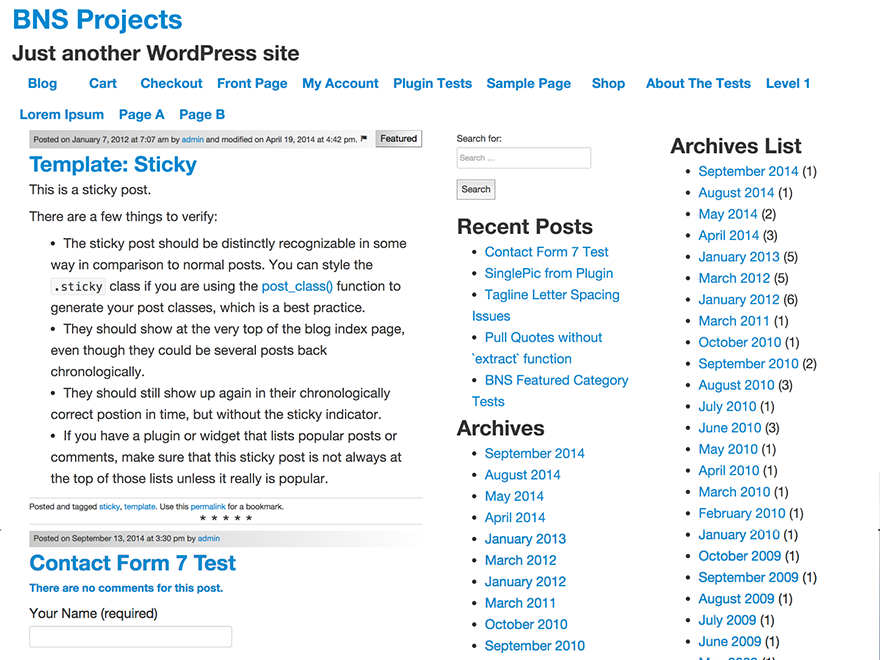 BNS Projects
Just another WordPress site
Blog Cart Checkout Front Page My Account Plugin Tests Sample Page Shop About The Tests Level 1
Lorem Ipsum Page A Page B
Posted on January 7, 2012 at 7:07 am by admin and modified on April 19, 2014 at 4:42 pm. Featured
Template: Sticky
This is a sticky post.
There are a few things to verify:
• The sticky post should be distinctly recognizable in some
way in comparison to normal posts. You can style the
.sticky class if you are using the post_class() function to
generate your post classes, which is a best practice.
• They should show at the very top of the blog index page,
even though they could be several posts back
chronologically.
• They should still show up again in their chronologically
correct postion in time, but without the sticky indicator.
• If you have a plugin or widget that lists popular posts or
comments, make sure that this sticky post is not always at
the top of those lists unless it really is popular.
Posted and tagged sticky, template. Use this permalink for a bookmark.
* * * * *
Posted on September 13, 2014 at 3:30 pm by admin
Contact Form 7 Test
There are no comments for this post.
Your Name (required)
Search for:
Search …
Search
Recent Posts
• Contact Form 7 Test
• SinglePic from Plugin
• Tagline Letter Spacing
Issues
• Pull Quotes without
`extract` function
• BNS Featured Category
Tests
Archives
• September 2014
• August 2014
• May 2014
• April 2014
• January 2013
• March 2012
• January 2012
• March 2011
• October 2010
• September 2010
Archives List
• September 2014 (1)
• August 2014 (1)
• May 2014 (2)
• April 2014 (3)
• January 2013 (5)
• March 2012 (5)
• January 2012 (6)
• March 2011 (1)
• October 2010 (1)
• September 2010 (2)
• August 2010 (3)
• July 2010 (1)
• June 2010 (3)
• May 2010 (1)
• April 2010 (1)
• March 2010 (1)
• February 2010 (1)
• January 2010 (1)
• October 2009 (1)
• September 2009 (1)
• August 2009 (1)
• July 2009 (1)
• June 2009 (1)